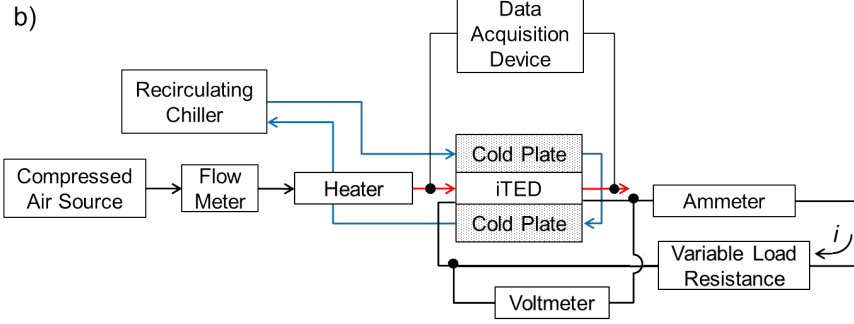 b)
Data
Acquisition
Device
Recirculating
Chiller
Cold Plate
Compressed
Air Source
Flow
Meter
Heater
iTED
Cold Plate
Ammeter
i
Variable Load
Resistance
Voltmeter